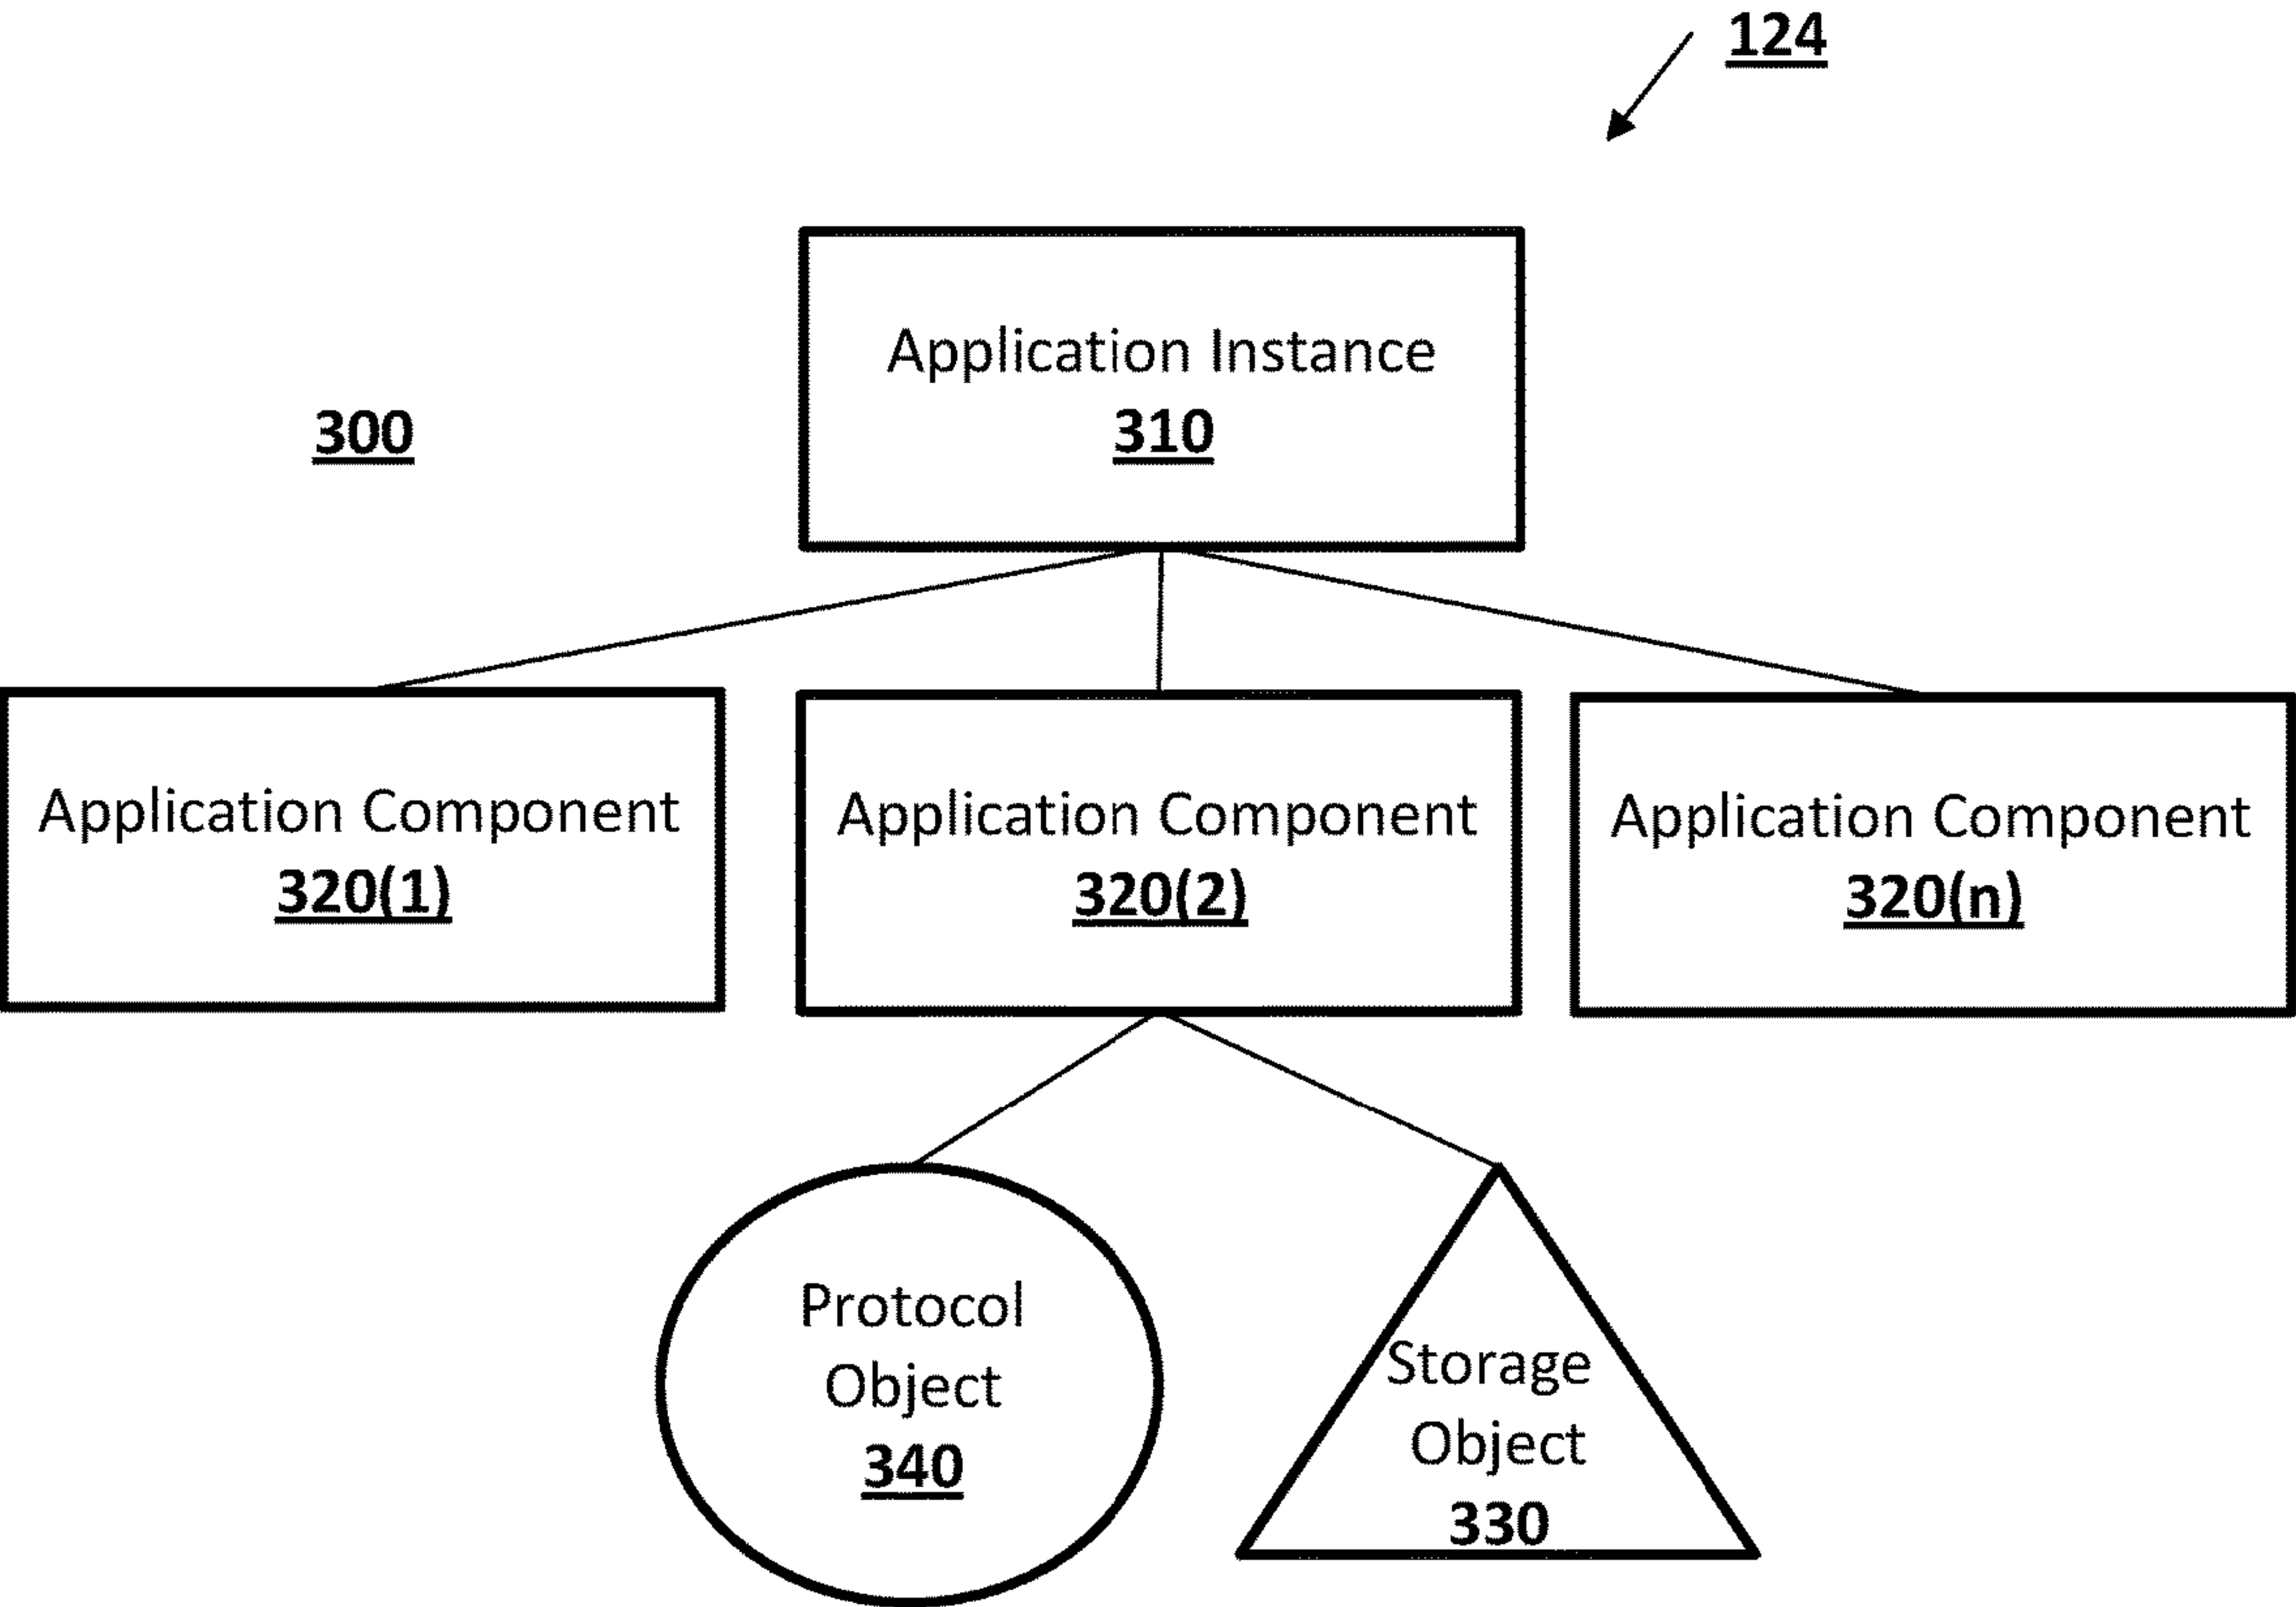 124
Application Instance
300
310
Application Component
320(1)
Application Component
320(2)
Application Component
320(n)
Protocol
Object
340
Storage
Object
330